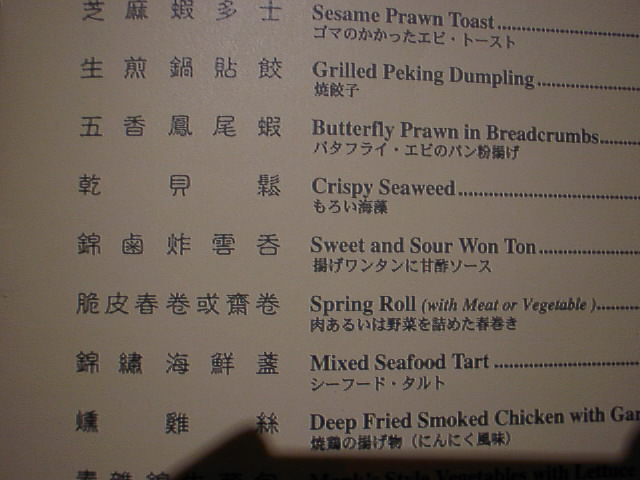 芝麻蝦多士 Sesame Prawn Toast
ゴマのかかったエビ・トースト
生煎鍋貼餃 Grilled Peking Dumpling
焼餃子
五香鳳尾蝦 Butterfly Prawn in Breadcrumbs
バタフライ・エビのパン粉揚げ
乾貝鬆 Crispy Seaweed
もろい海藻
錦鹵炸雲呑 Sweet and Sour Won Ton
揚げワンタンに甘酢ソース
脆皮春卷或齋卷 Spring Roll (with Meat or Vegetable)
肉あるいは野菜を詰めた春巻き
錦繡海鮮盞 Mixed Seafood Tart
シーフード・タルト
燻雞絲 Deep Fried Smoked Chicken with Gar
焼鶏の揚げ物（にんにく風味）
Style Vegetables with Lettuce